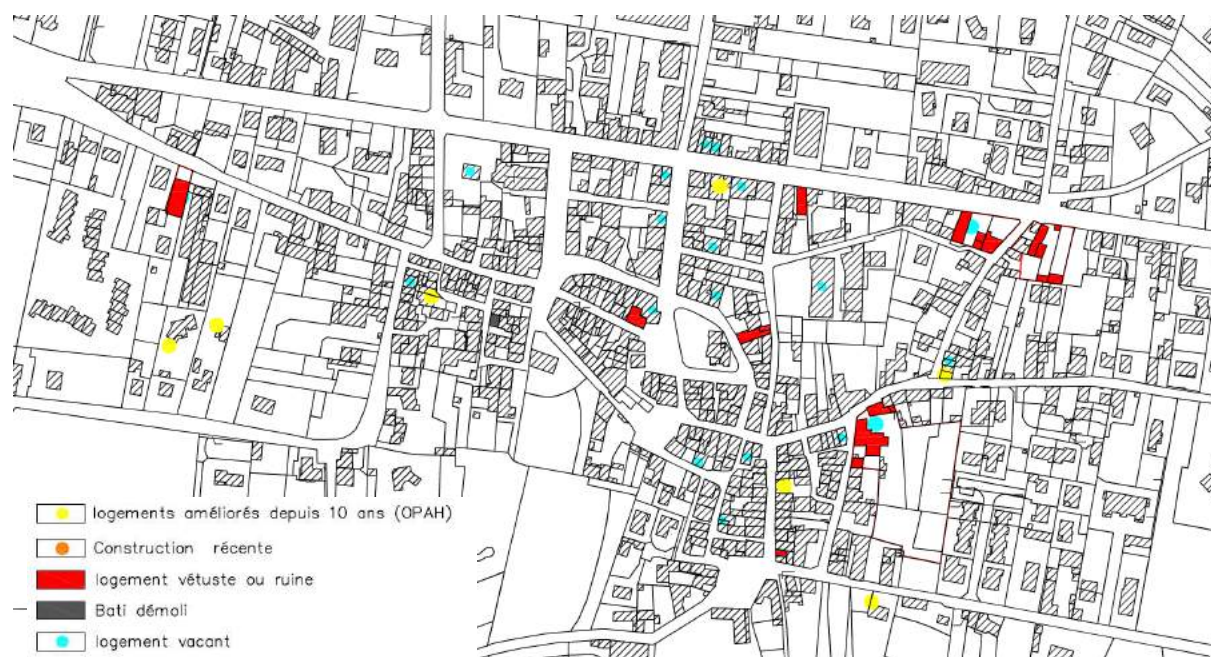 logements améliorés depuis 10 ans (OPAH)
Construction récente
logement vétuste ou ruine
Bati démoli
logement vacant